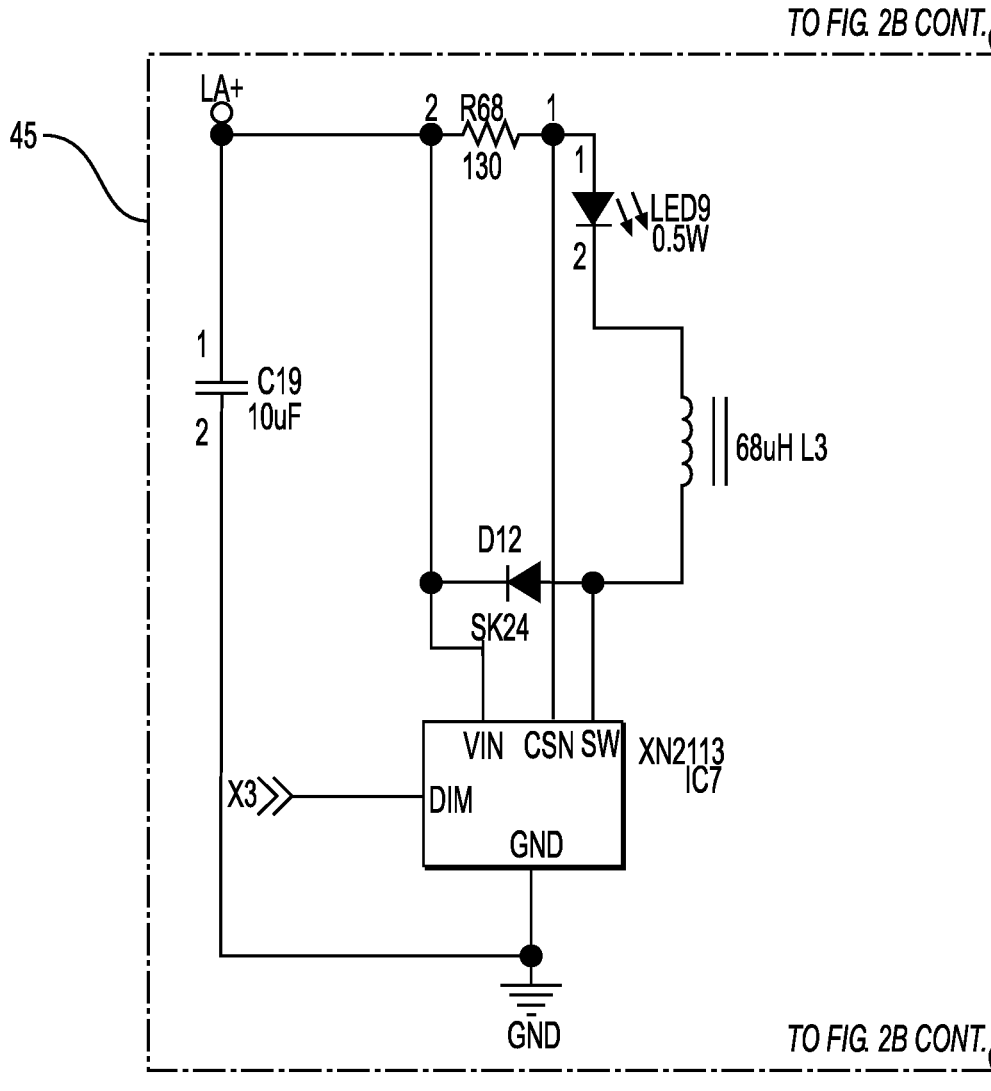 TO FIG. 2B CONT.
45
LA+
2
R68
1
130
1
LED9
0.5W
2
1
C19
10uF
2
68uH L3
D12
SK24
VIN CSN SW
XN2113
IC7
X3
DIM
GND
GND
TO FIG. 2B CONT.